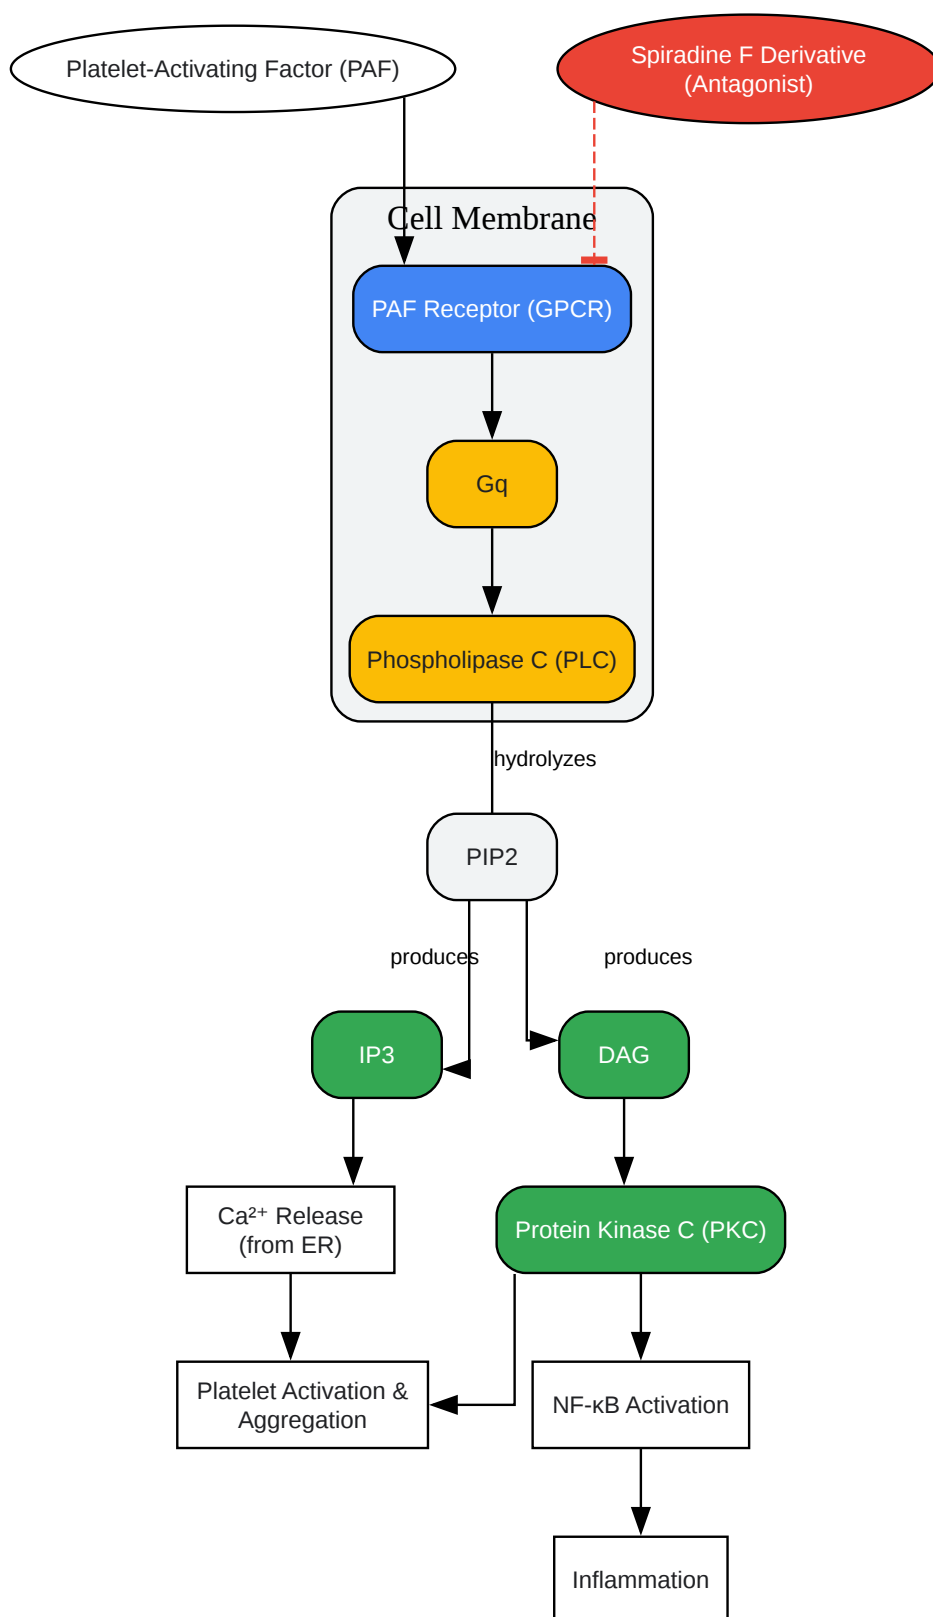 Platelet-Activating Factor (PAF)
Spiradine F Derivative
(Antagonist)
Cell Membrane
PAF Receptor (GPCR)
Gq
Phospholipase C (PLC)
hydrolyzes
PIP2
produces
produces
IP3
DAG
Ca²⁺ Release
(from ER)
Protein Kinase C (PKC)
Platelet Activation &
Aggregation
NF-κB Activation
Inflammation